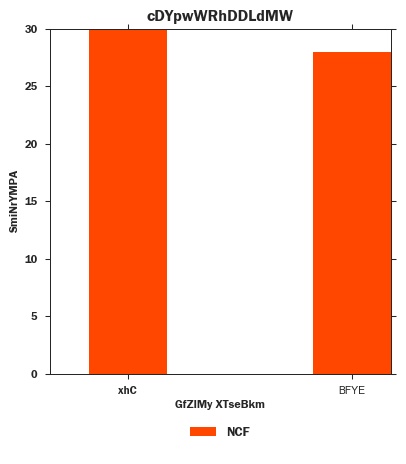 cDYpwWRhDDLdMW
30
25
20
15
10
5
0
SmiNrYMPA
xhC BFYE
GfZIMy XTseBkm
NCF